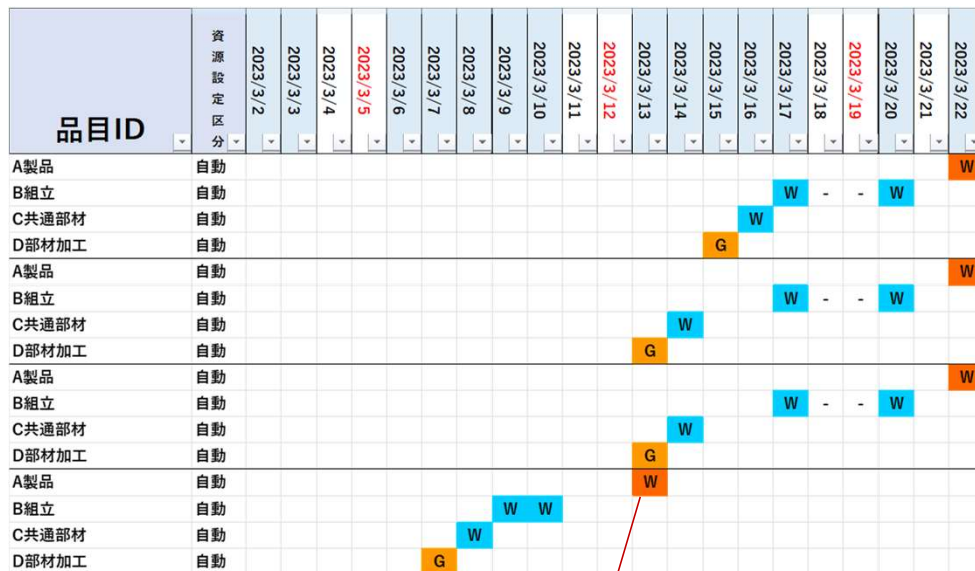 品目ID 資源設定区分 2023/3/2 2023/3/3 2023/3/4 2023/3/5 2023/3/6 2023/3/7 2023/3/8 2023/3/9 2023/3/10 2023/3/11 2023/3/12 2023/3/13 2023/3/14 2023/3/15 2023/3/16 2023/3/17 2023/3/18 2023/3/19 2023/3/20 2023/3/21 2023/3/22
A製品 自動 W
B組立 自動 W - - W
C共通部材 自動 W
D部材加工 自動 G
A製品 自動 W
B組立 自動 W - - W
C共通部材 自動 W
D部材加工 自動 G
A製品 自動 W
B組立 自動 W - - W
C共通部材 自動 W
D部材加工 自動 G
A製品 自動 W
B組立 自動 W W
C共通部材 自動 W
D部材加工 自動 G